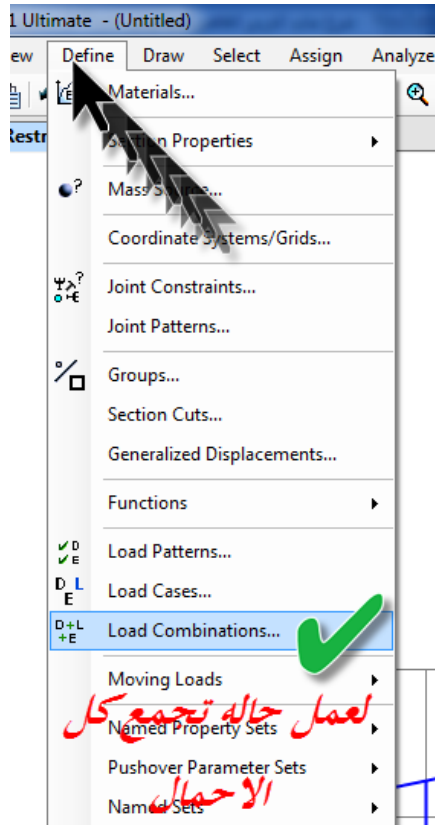 1 Ultimate - (Untitled)
ew Define Draw Select Assign Analyze
Restr
Materials...
Section Properties
Mass Source...
Coordinate Systems/Grids...
Joint Constraints...
Joint Patterns...
Groups...
Section Cuts...
Generalized Displacements...
Functions
D
E
Load Patterns...
D L
E
Load Cases...
D+L
+E
Load Combinations...
Moving Loads
لعمل حاله تجمع كل
Named Property Sets
Pushover Parameter Sets
الاحمال
Named Sets